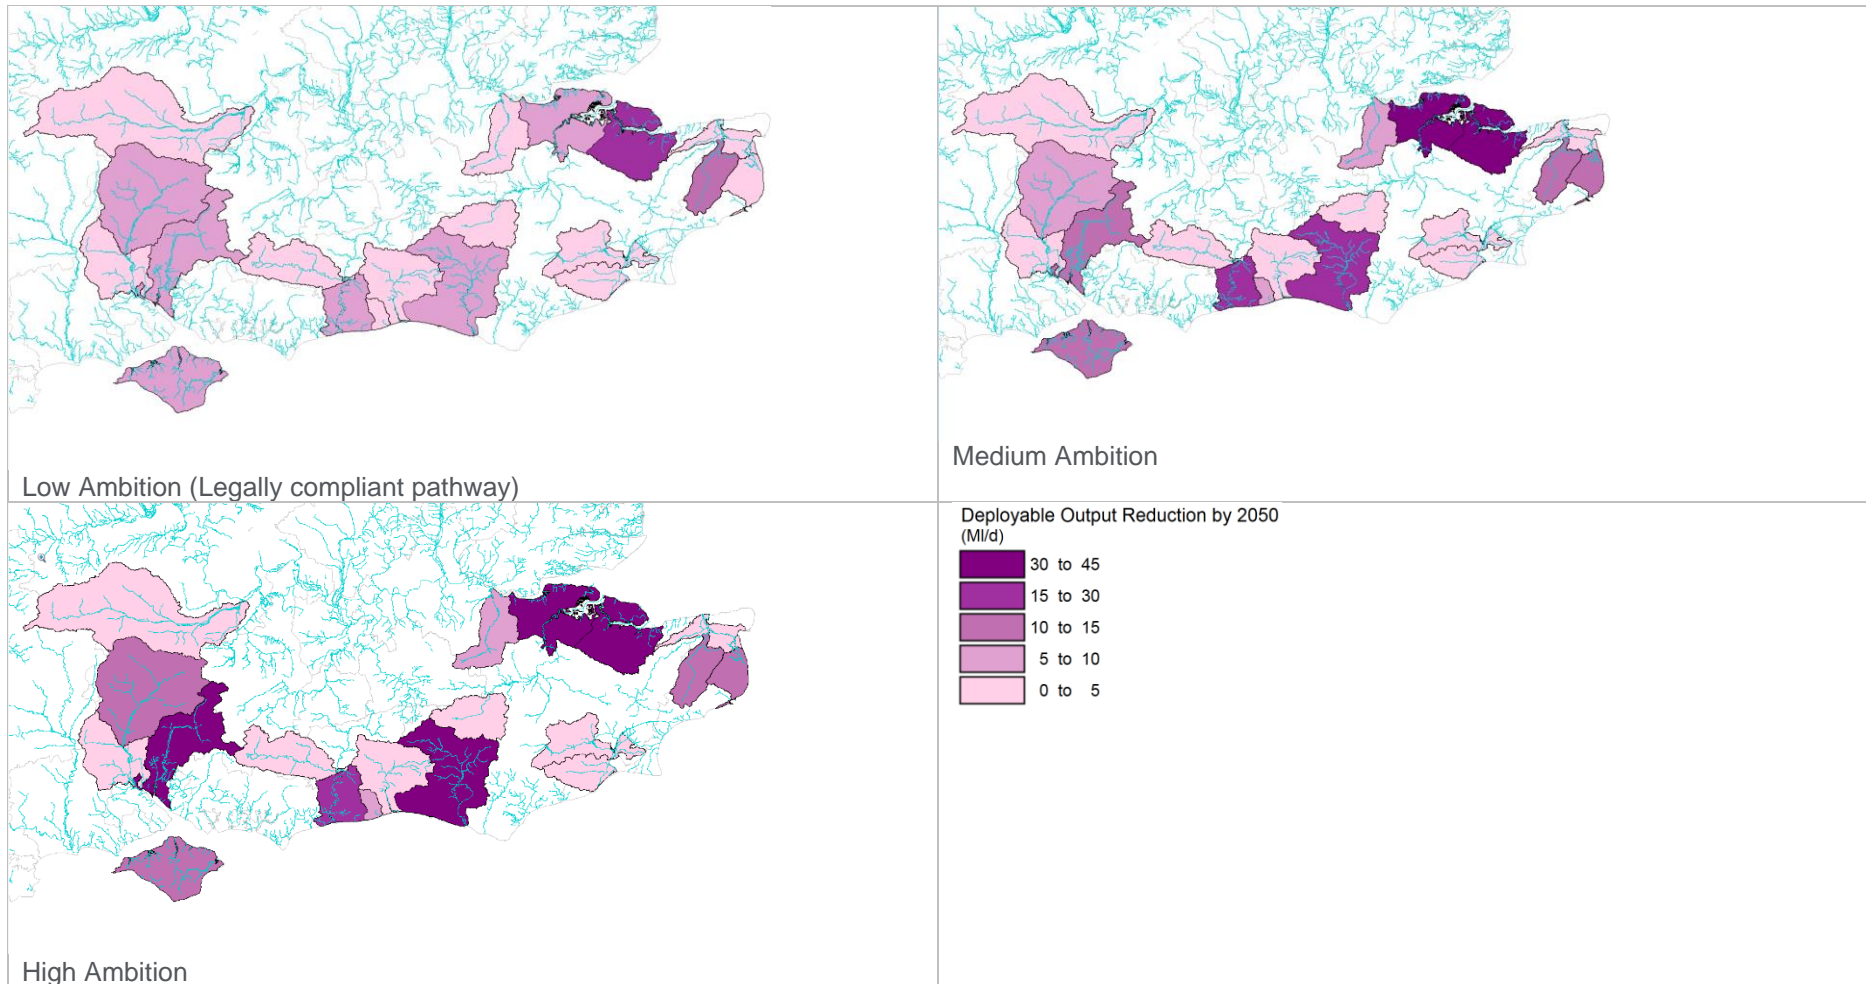 Low Ambition (Legally compliant pathway)
Medium Ambition
High Ambition
Deployable Output Reduction by 2050
(Ml/d)
30 to 45
15 to 30
10 to 15
5 to 10
0 to 5